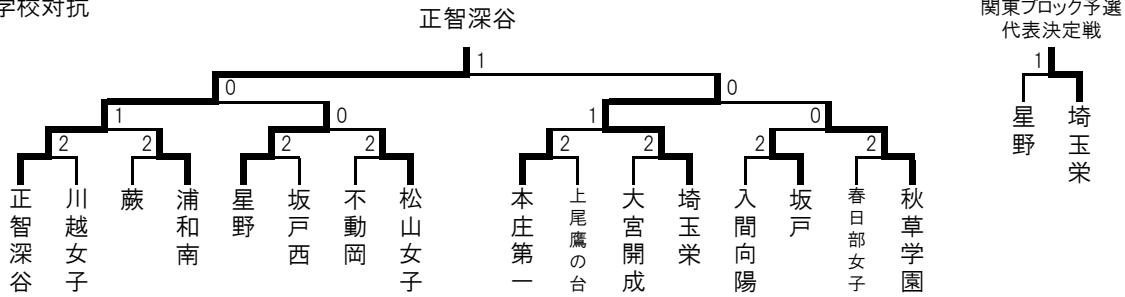 学校対抗
正智深谷
関東ブロック予選
代表決定戦
1
1
0
0
1
0
1
0
2
2
2
2
2
2
2
2
正智深谷
川越女子
蕨
浦和南
星野
坂戸西
不動岡
松山女子
本庄第一
上尾鷹の台
大宮開成
埼玉栄
入間向陽
坂戸
春日部女子
秋草学園
星野
埼玉栄